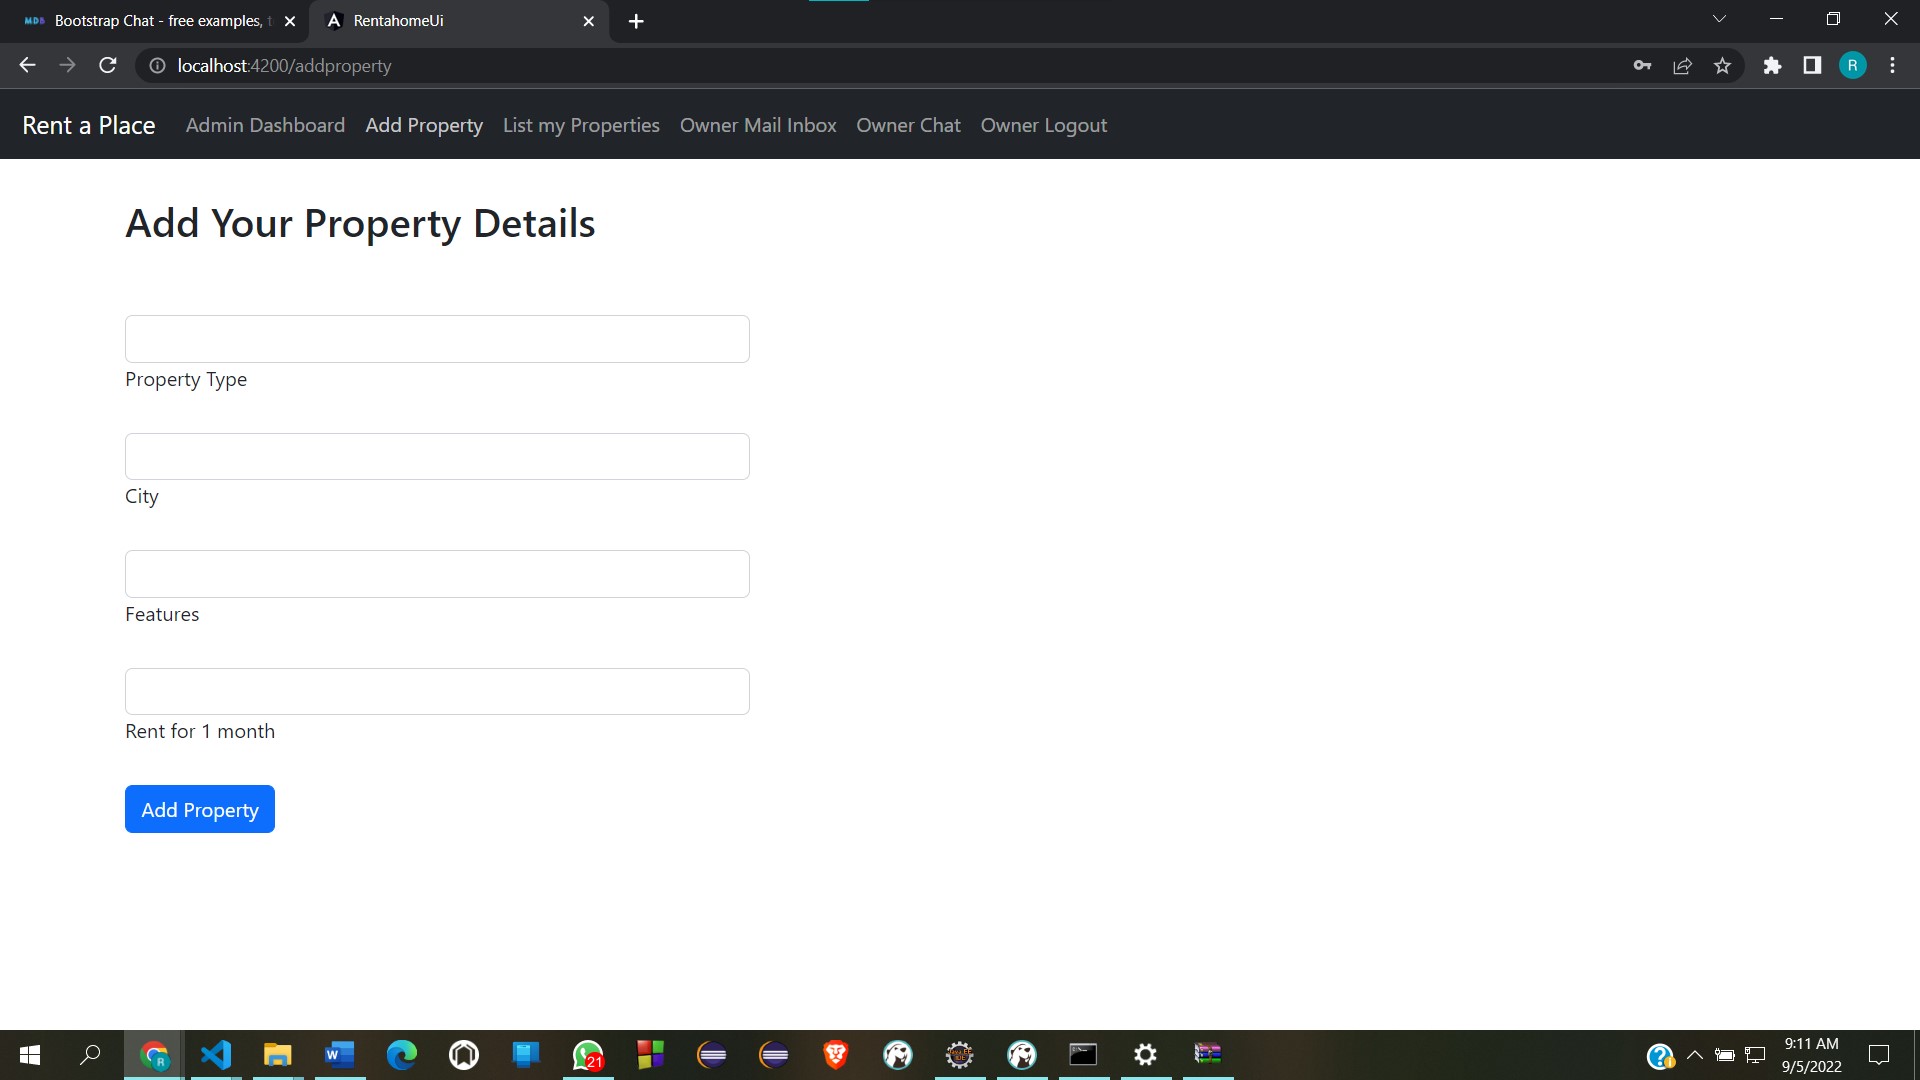 MDB Bootstrap Chat - free examples, t
RentahomeUi
localhost:4200/addproperty
R
Rent a Place Admin Dashboard Add Property List my Properties Owner Mail Inbox Owner Chat Owner Logout
Add Your Property Details
Property Type
City
Features
Rent for 1 month
Add Property
R
W
21
9:11 AM
9/5/2022